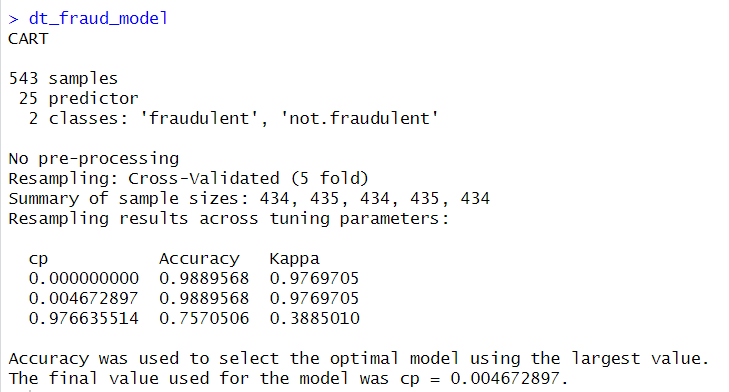 > dt_fraud_model
CART

543 samples
 25 predictor
  2 classes: 'fraudulent', 'not.fraudulent'

No pre-processing
Resampling: Cross-Validated (5 fold)
Summary of sample sizes: 434, 435, 434, 435, 434
Resampling results across tuning parameters:

  cp           Accuracy   Kappa
  0.000000000  0.9889568  0.9769705
  0.004672897  0.9889568  0.9769705
  0.976635514  0.7570506  0.3885010

Accuracy was used to select the optimal model using the largest value.
The final value used for the model was cp = 0.004672897.